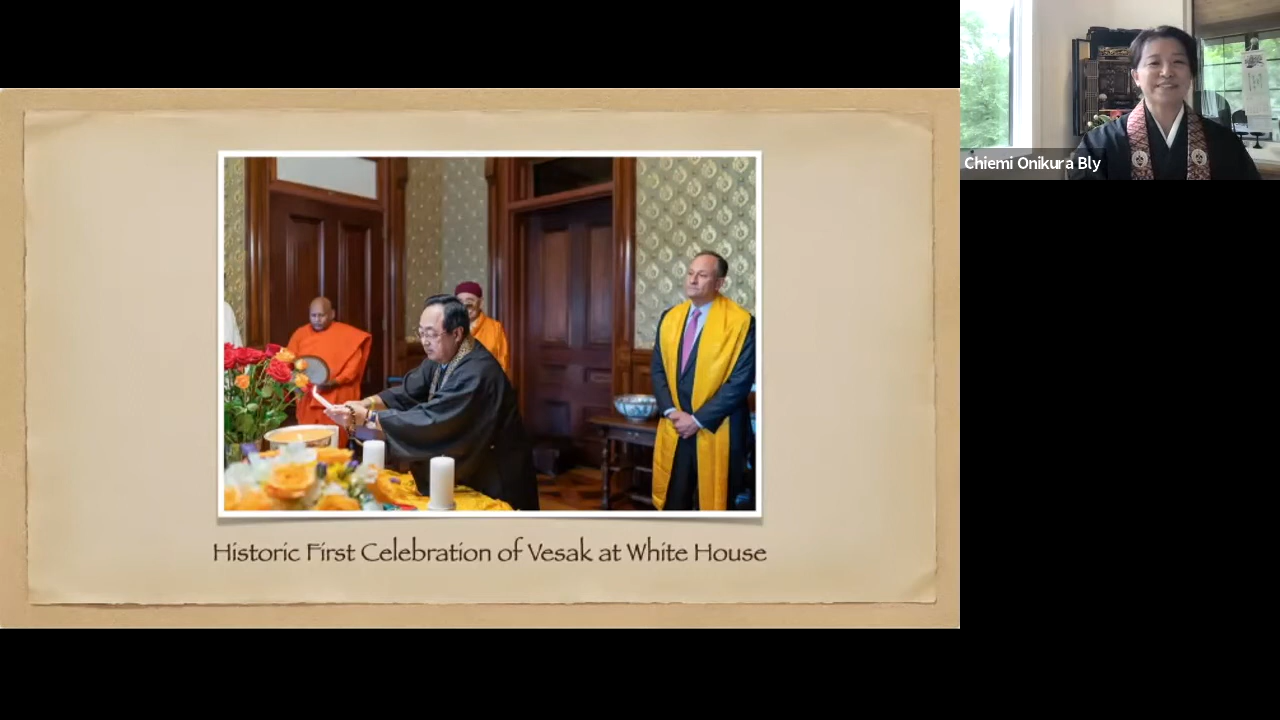 Historic First Celebration of Vesak at White House
Chiemi Onikura Bly